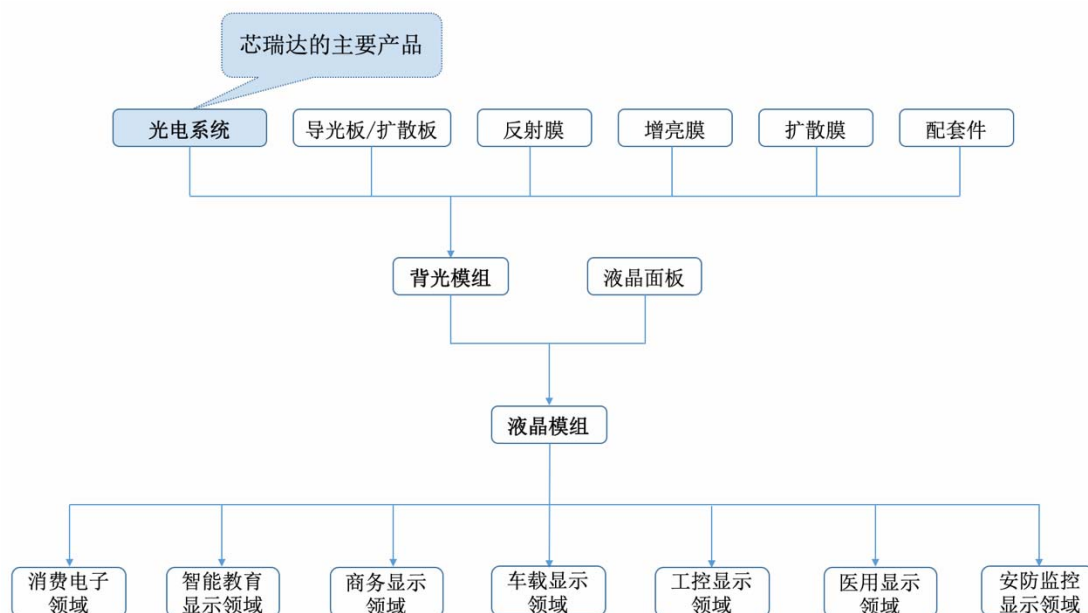 芯瑞达的主要产品
光电系统
导光板/扩散板
反射膜
增亮膜
扩散膜
配套件
背光模组
液晶面板
液晶模组
消费电子
领域
智能教育
显示领域
商务显示
领域
车载显示
领域
工控显示
领域
医用显示
领域
安防监控
显示领域